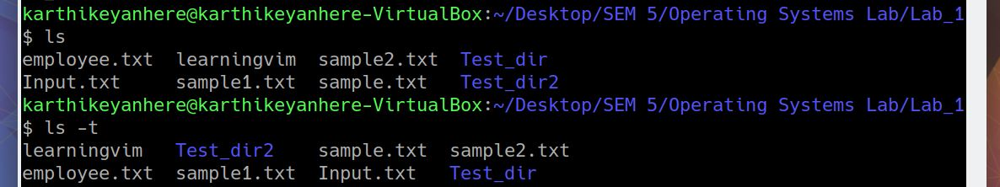 karthikeyanhere@karthikeyanhere-VirtualBox:~/Desktop/SEM 5/Operating Systems Lab/Lab_1
$ ls
employee.txt  learningvim  sample2.txt  Test_dir
Input.txt     sample1.txt  sample.txt   Test_dir2
karthikeyanhere@karthikeyanhere-VirtualBox:~/Desktop/SEM 5/Operating Systems Lab/Lab_1
$ ls -t
learningvim   Test_dir2    sample.txt  sample2.txt
employee.txt  sample1.txt  Input.txt   Test_dir